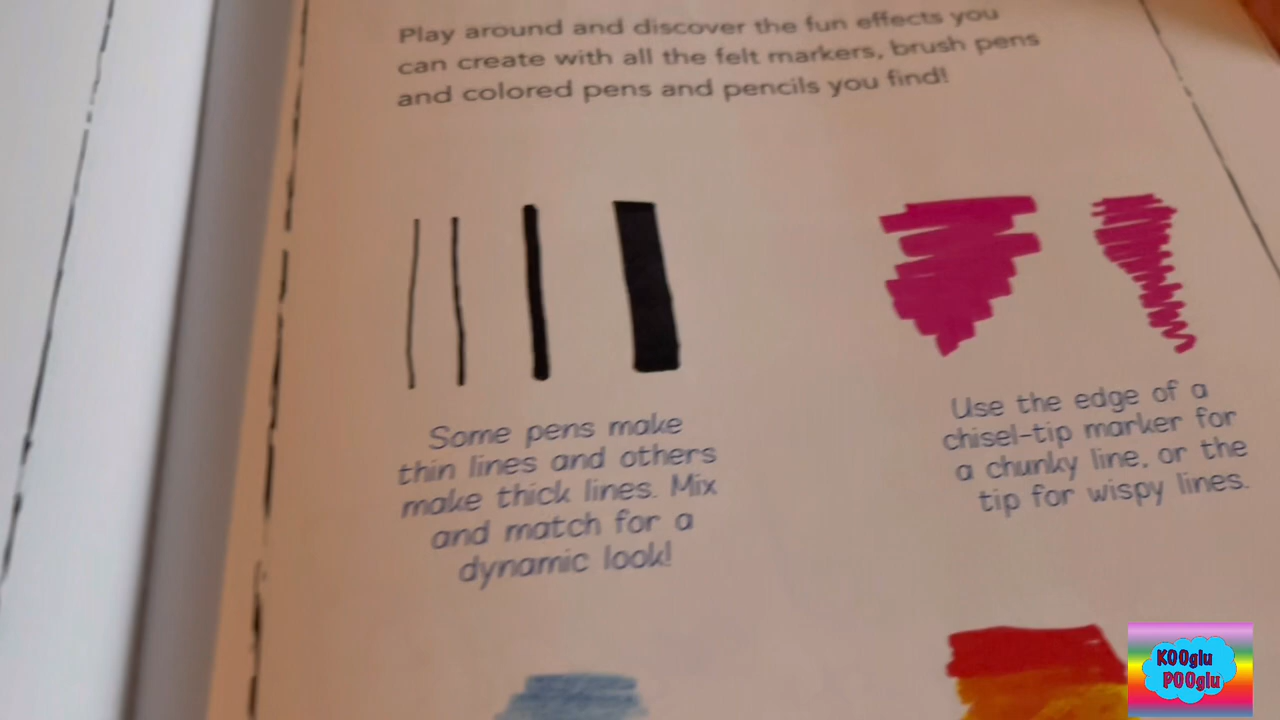 Play around and discover the fun effects you
can create with all the felt markers, brush pens
and colored pens and pencils you find!
Some pens make
thin lines and others
make thick lines. Mix
and match for a
dynamic look!
Use the edge of a
chisel-tip marker for
a chunky line, or the
tip for wispy lines.
KOOglu
POOglu